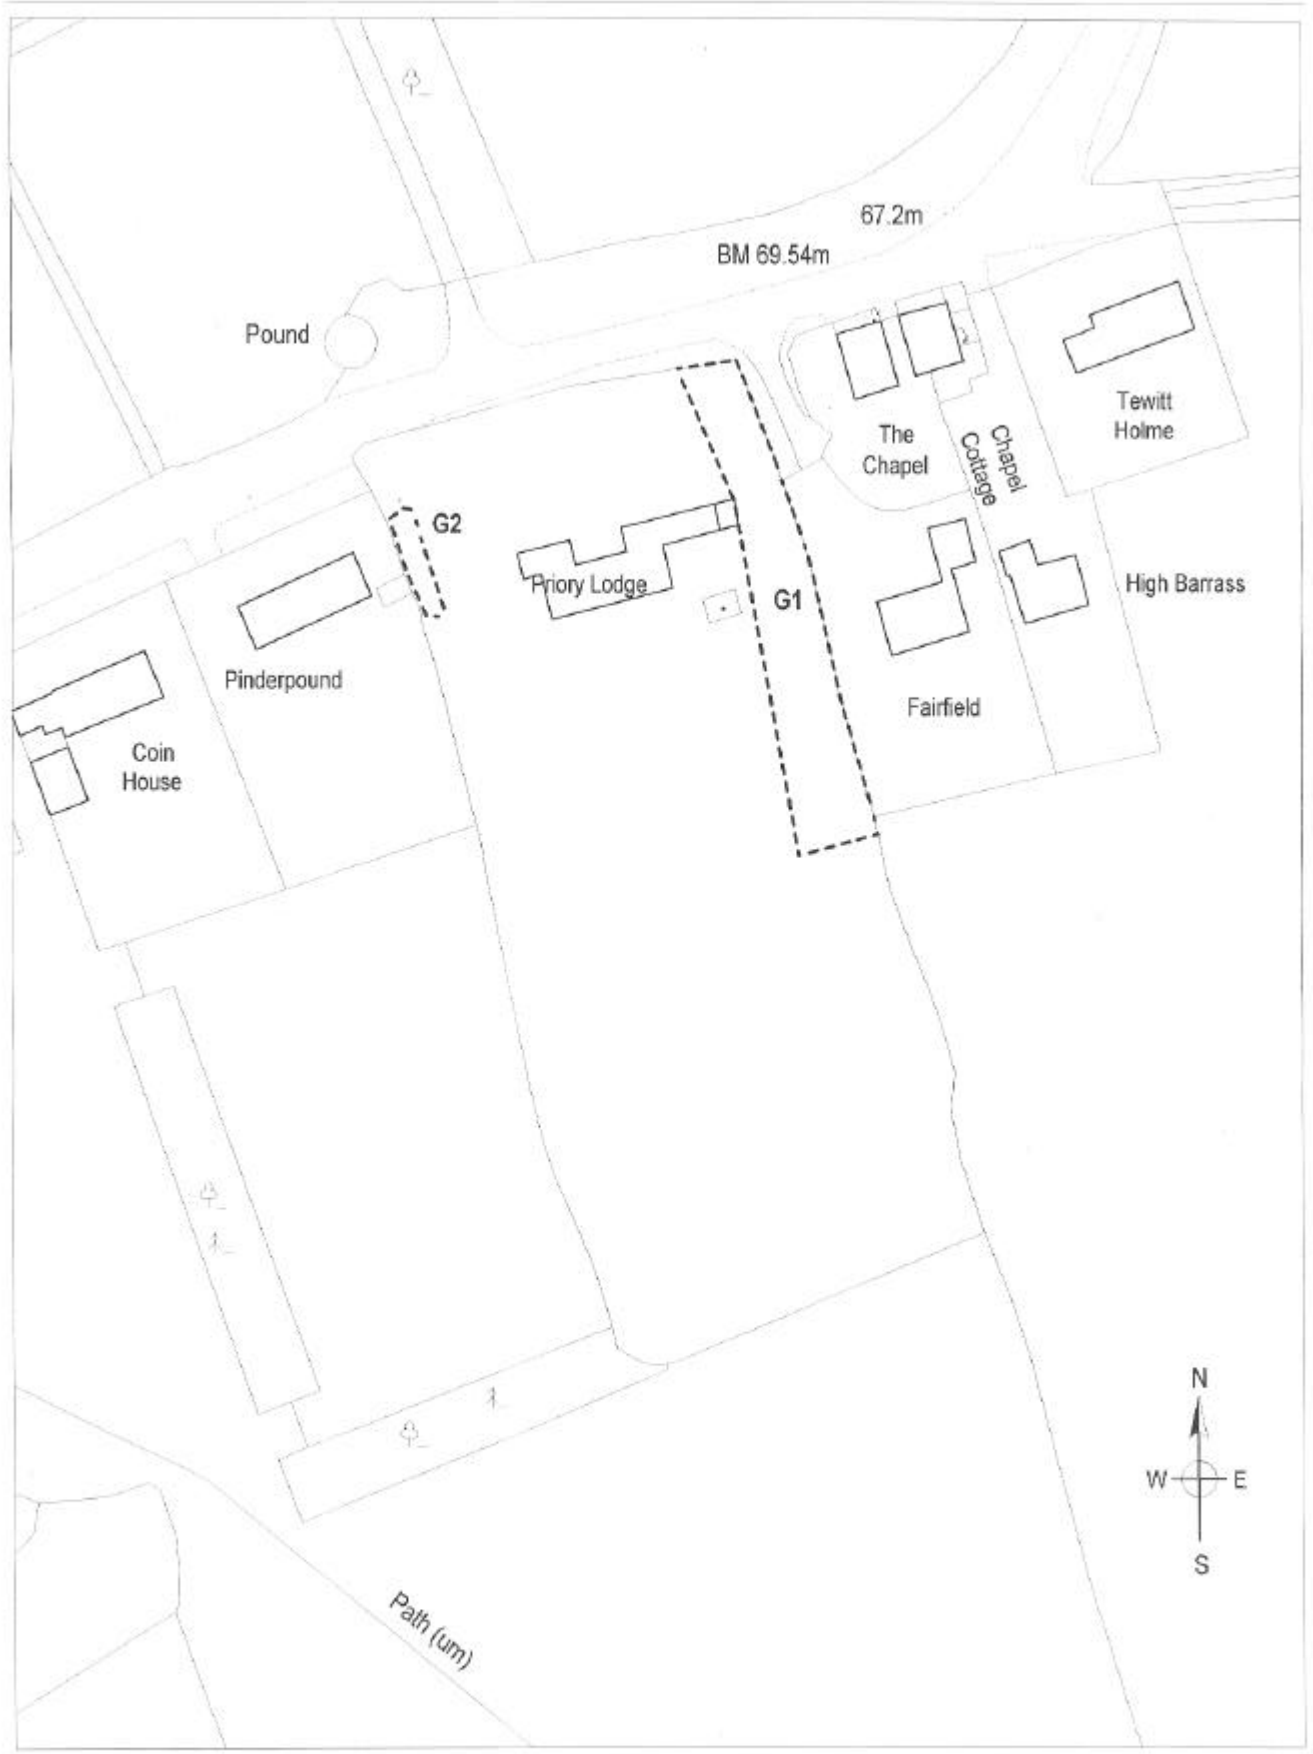 67.2m
BM 69.54m
Pound
Tewitt
Holme
The
Chapel
Chapel
Cottage
G2
Priory Lodge
G1
High Barrass
Pinderpound
Fairfield
Coin
House
N
W
E
S
Path (um)